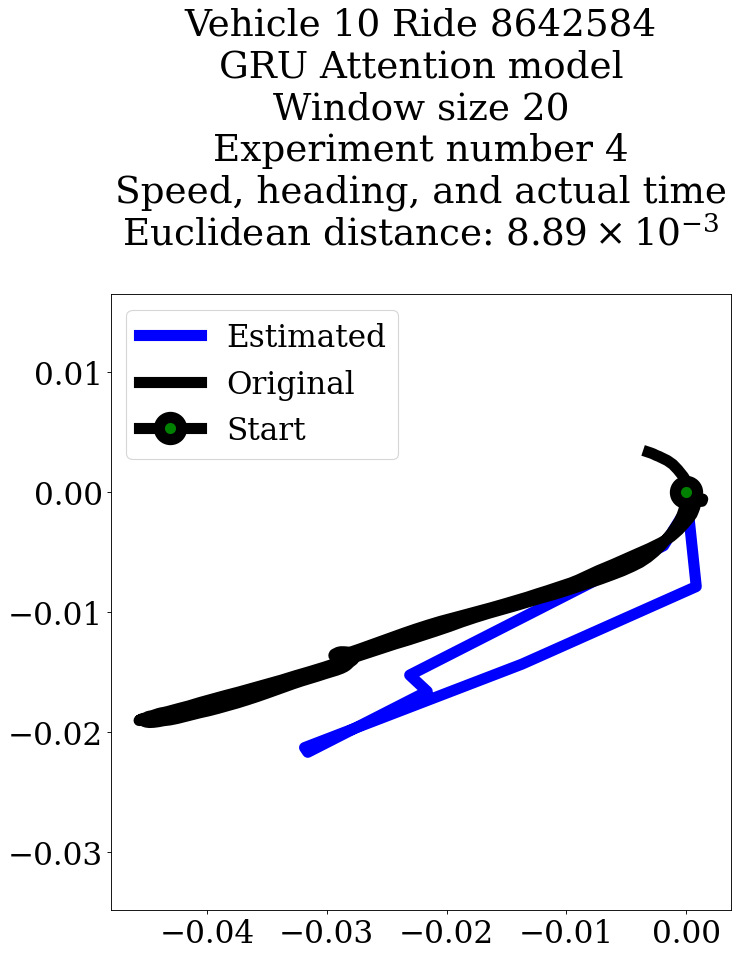 Vehicle 10 Ride 8642584
GRU Attention model
Window size 20
Experiment number 4
Speed, heading, and actual time
Euclidean distance: 8.89 × 10⁻³
Estimated
Original
Start
0.01
0.00
−0.01
−0.02
−0.03
−0.04 −0.03 −0.02 −0.01 0.00